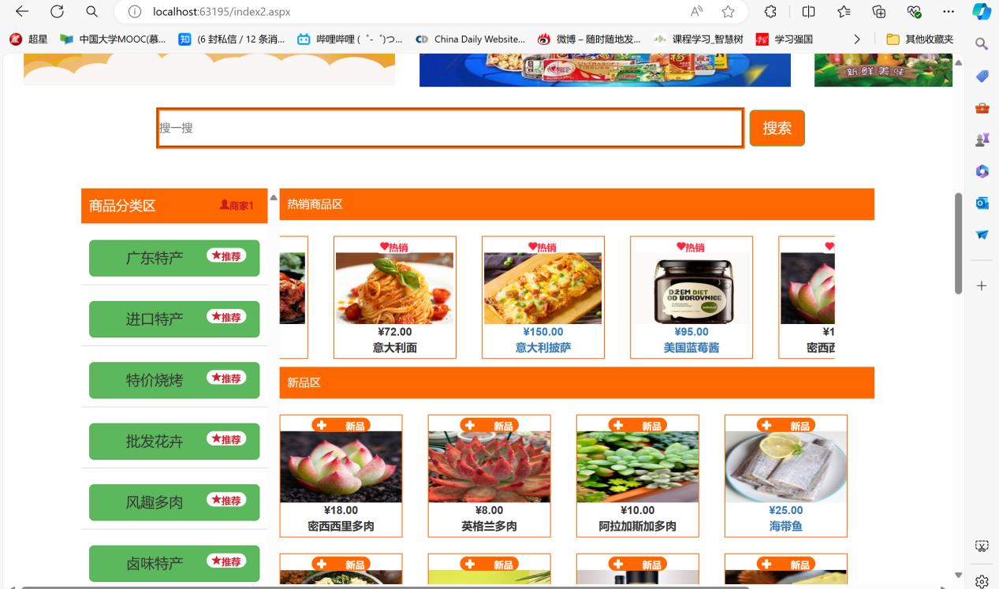 localhost:63195/index2.aspx
超星 中国大学MOOC(慕... 知 (6 封私信 / 12 条消... 哔哩哔哩 ( ゜- ゜)つ... CD China Daily Website... 微博 – 随时随地发... 课程学习_智慧树 学习强国 其他收藏夹
ULTRASOFT
TISSUES
新鲜美味
搜一搜 搜索
商品分类区 商家1
广东特产 推荐
进口特产 推荐
特价烧烤 推荐
批发花卉 推荐
风趣多肉 推荐
卤味特产 推荐
热销商品区
热销 热销 热销
DŽEM DIET
OD BOROVNICE
¥72.00 ¥150.00 ¥95.00 ¥1
意大利面 意大利披萨 美国蓝莓酱 密西西
新品区
新品 新品 新品 新品
¥18.00 ¥8.00 ¥10.00 ¥25.00
密西西里多肉 英格兰多肉 阿拉加斯加多肉 海带鱼
新品 新品 新品 新品